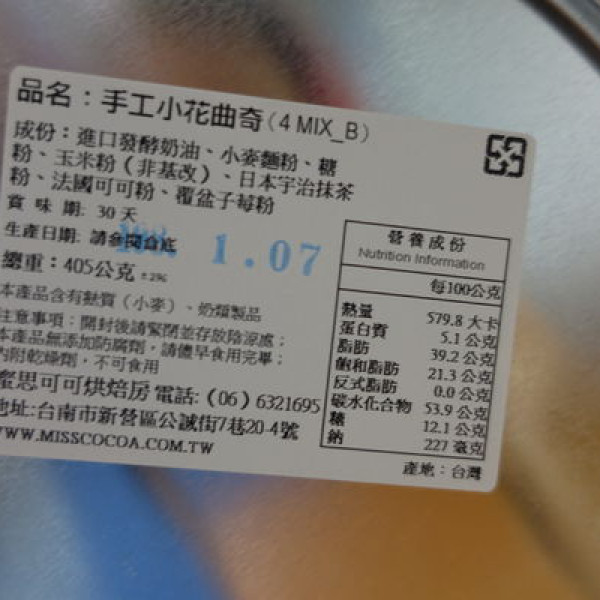 品名：手工小花曲奇(4 MIX_B)
成份：進口發酵奶油、小麥麵粉、糖
粉、玉米粉（非基改）、日本宇治抹茶
粉、法國可可粉、覆盆子莓粉
賞 味 期: 30 天
生產日期: 請參閱盒底
1.07
總重：405公克 ±2%
本產品含有麩質（小麥）、奶類製品
注意事項：開封後請緊閉並存放陰涼處；
本產品無添加防腐劑，請儘早食用完畢；
內附乾燥劑，不可食用
蜜思可可烘焙房 電話: (06) 6321695
地址:台南市新營區公誠街7巷20-4號
WWW.MISSCOCOA.COM.TW
營養成份
Nutrition Information
每100公克
熱量 579.8 大卡
蛋白質 5.1 公克
脂肪 39.2 公克
飽和脂肪 21.3 公克
反式脂肪 0.0 公克
碳水化合物 53.9 公克
糖 12.1 公克
鈉 227 毫克
產地：台灣